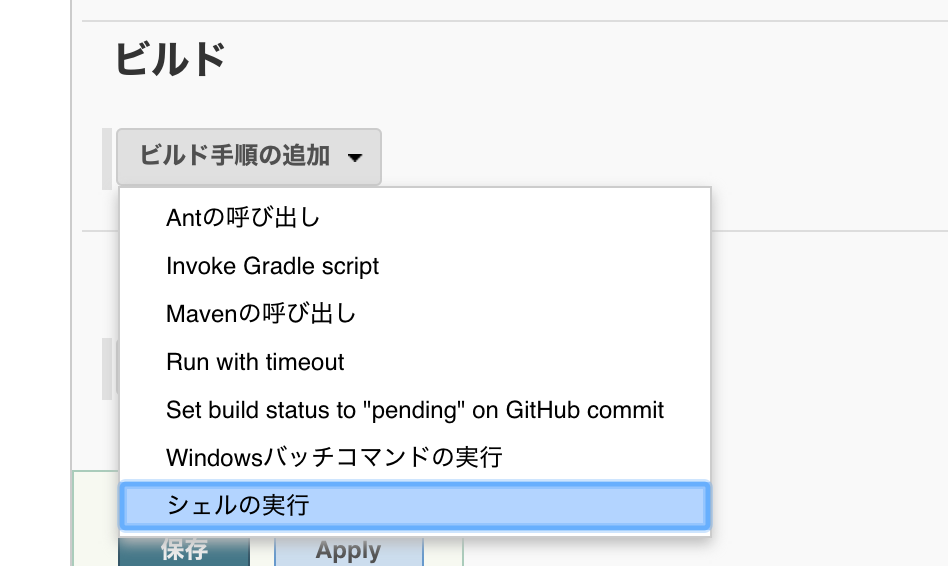 ビルド
ビルド手順の追加
Antの呼び出し
Invoke Gradle script
Mavenの呼び出し
Run with timeout
Set build status to "pending" on GitHub commit
Windowsバッチコマンドの実行
シェルの実行
保存
Apply